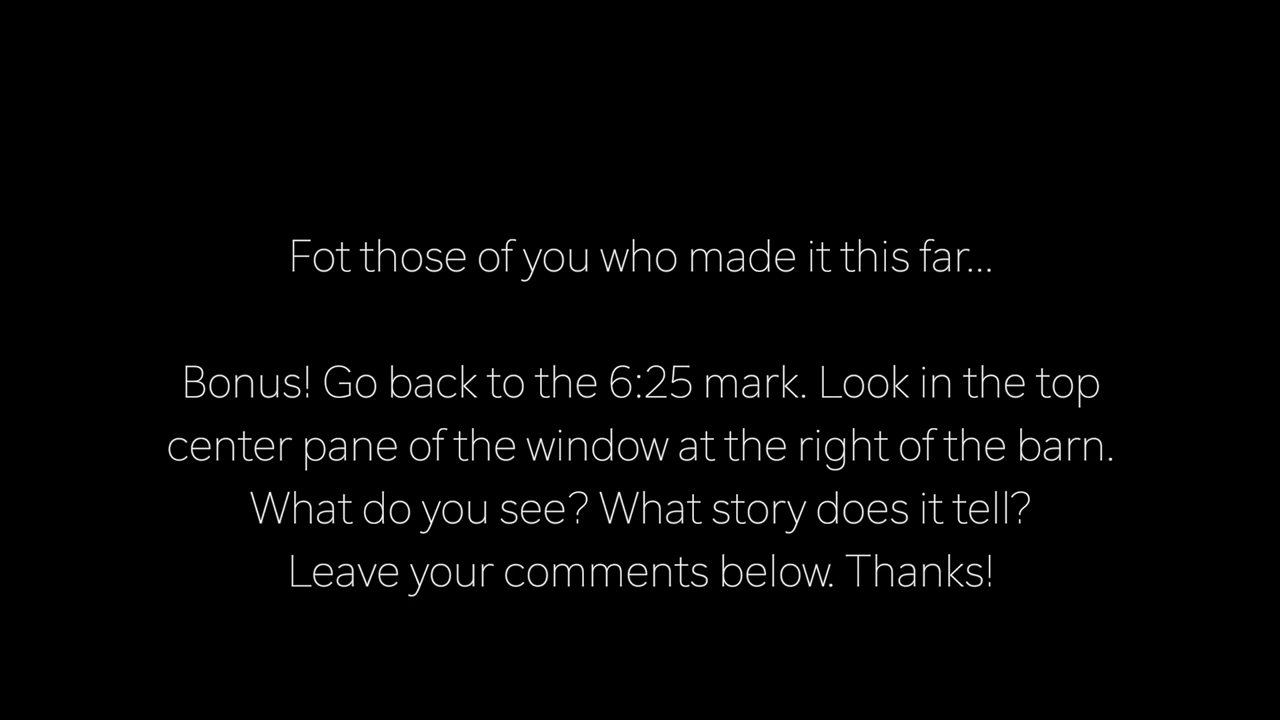 Fot those of you who made it this far...
Bonus! Go back to the 6:25 mark. Look in the top
center pane of the window at the right of the barn.
What do you see? What story does it tell?
Leave your comments below. Thanks!